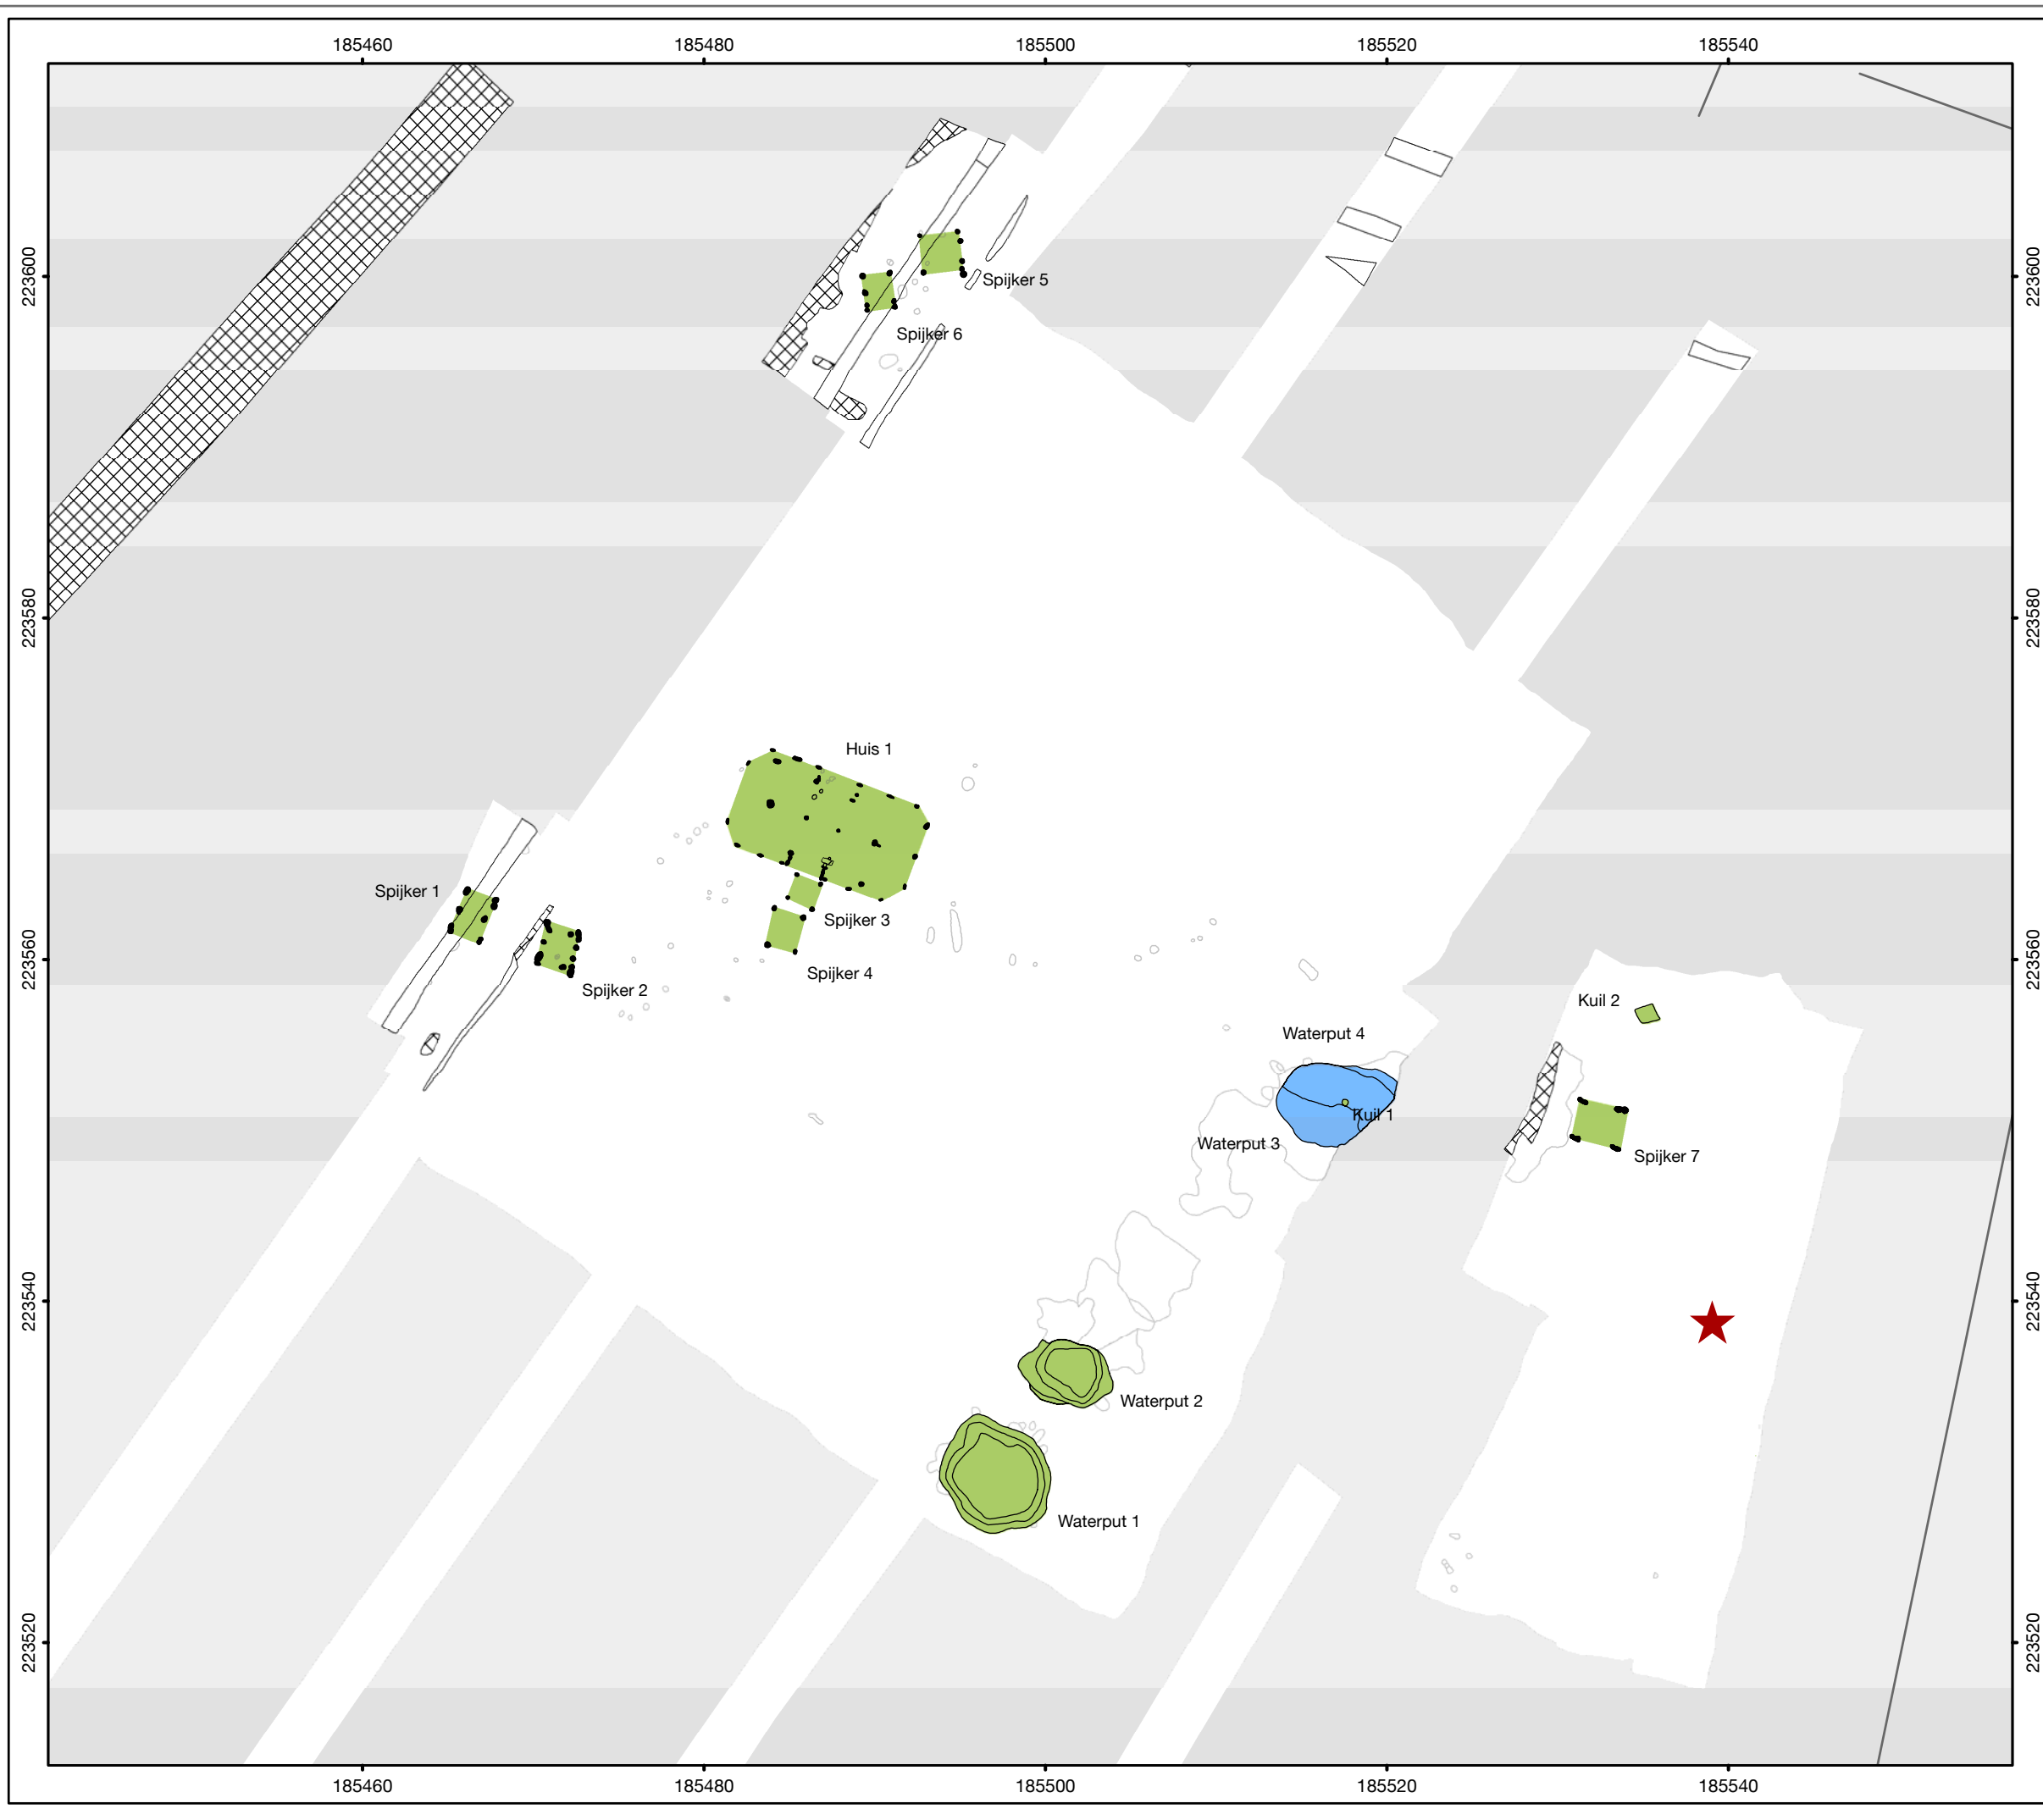 185460 185480 185500 185520 185540
223600 223600
Spijker 5
Spijker 6
223580 223580
Huis 1
Spijker 1
Spijker 3
223560 223560
Spijker 4
Spijker 2
Kuil 2
Waterput 4
Kuil 1
Waterput 3
Spijker 7
223540 223540
Waterput 2
Waterput 1
223520 223520
185460 185480 185500 185520 185540